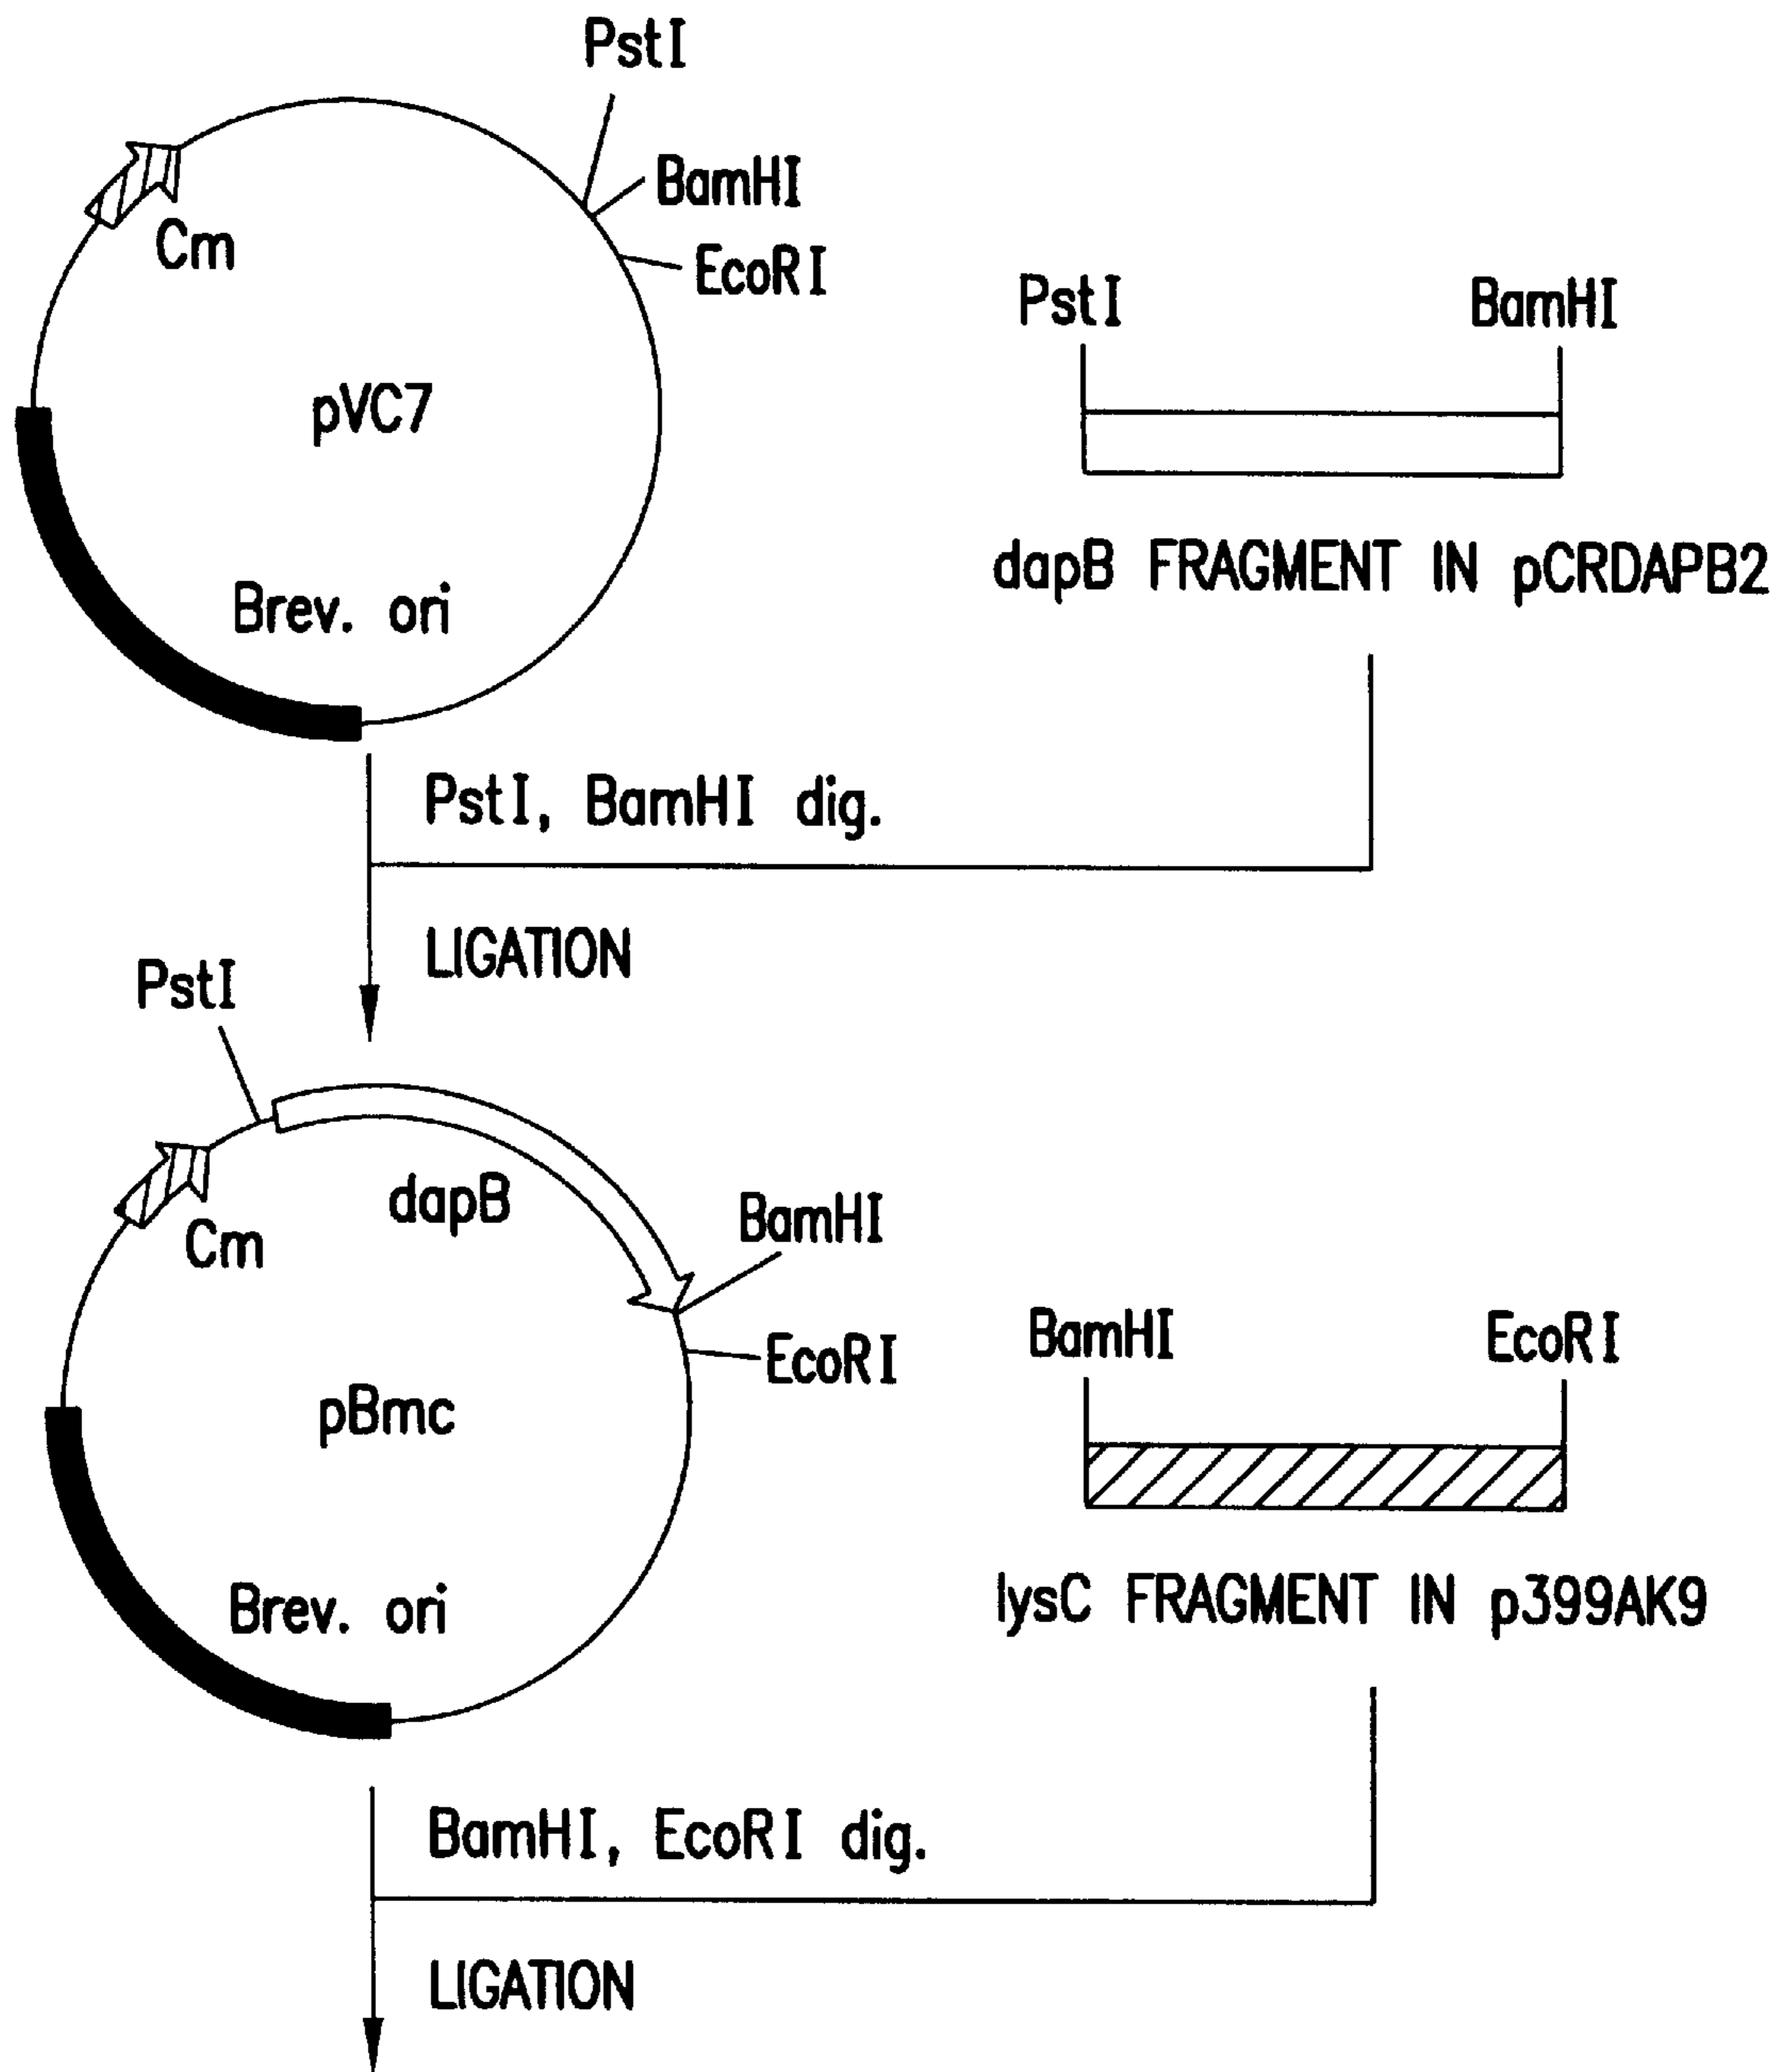 PstI
BamHI
Cm
EcoRI
PstI
BamHI
pVC7
dapB FRAGMENT IN pCRDAPB2
Brev. ori
PstI, BamHI dig.
LIGATION
PstI
dapB
BamHI
Cm
EcoRI
BamHI
EcoRI
pBmc
lysC FRAGMENT IN p399AK9
Brev. ori
BamHI, EcoRI dig.
LIGATION